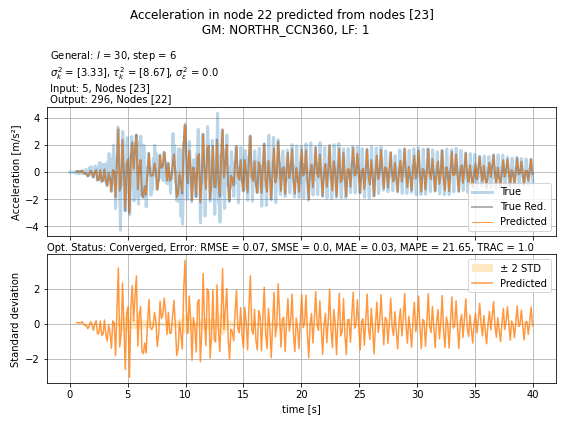 Acceleration in node 22 predicted from nodes [23]
GM: NORTHR_CCN360, LF: 1
General: l = 30, step = 6
σ²ₖ = [3.33], τ²ₖ = [8.67], σ²ε = 0.0
Input: 5, Nodes [23]
Output: 296, Nodes [22]
Acceleration [m/s²]
4
2
0
−2
−4
True
True Red.
Predicted
Opt. Status: Converged, Error: RMSE = 0.07, SMSE = 0.0, MAE = 0.03, MAPE = 21.65, TRAC = 1.0
Standard deviation
2
0
−2
± 2 STD
Predicted
0 5 10 15 20 25 30 35 40
time [s]